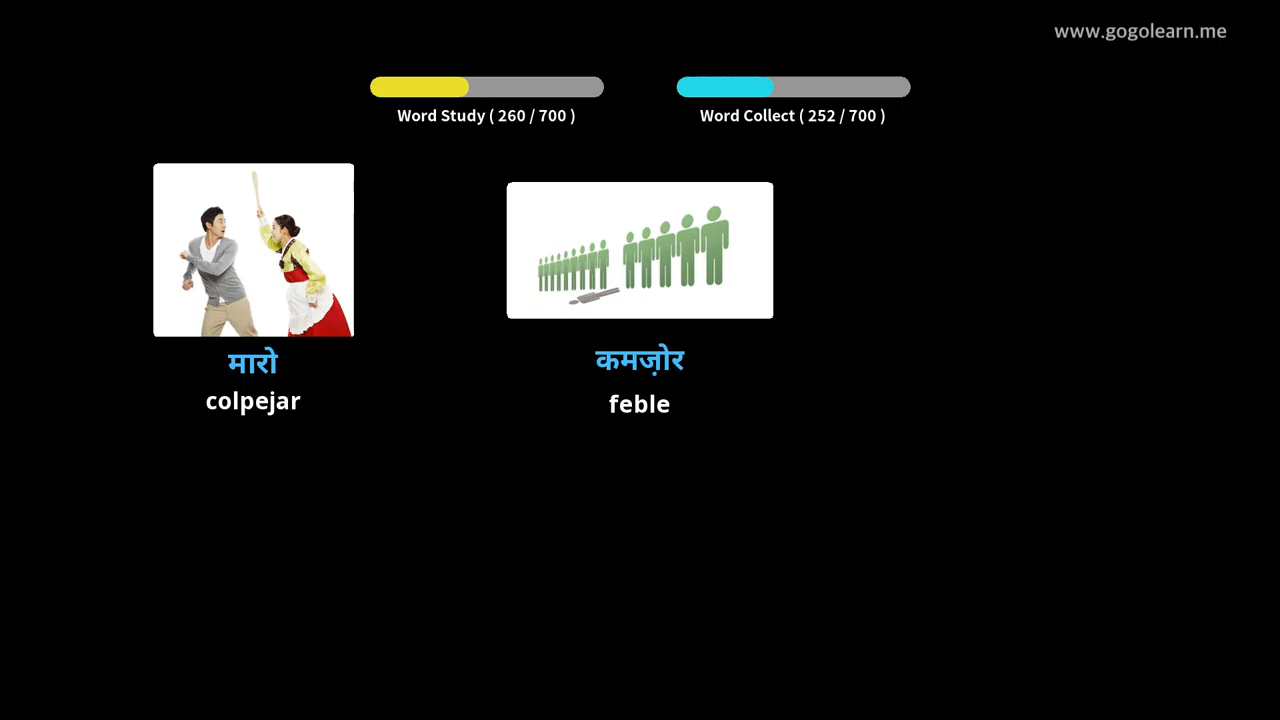 www.gogolearn.me
Word Study ( 260 / 700 )
Word Collect ( 252 / 700 )
मारो
colpejar
कमज़ोर
feble